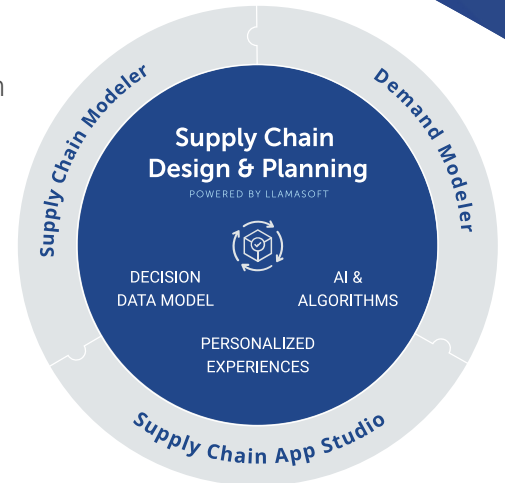 n
Supply Chain Modeler
Demand Modeler
Supply Chain
Design & Planning
POWERED BY LLAMASOFT
DECISION
DATA MODEL
AI &
ALGORITHMS
PERSONALIZED
EXPERIENCES
Supply Chain App Studio